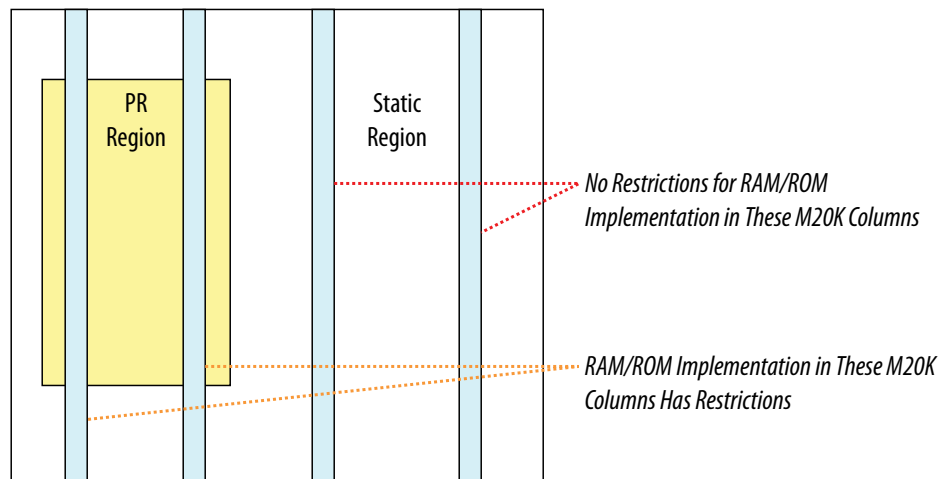 PR
Region
Static
Region
No Restrictions for RAM/ROM
Implementation in These M20K Columns
RAM/ROM Implementation in These M20K
Columns Has Restrictions